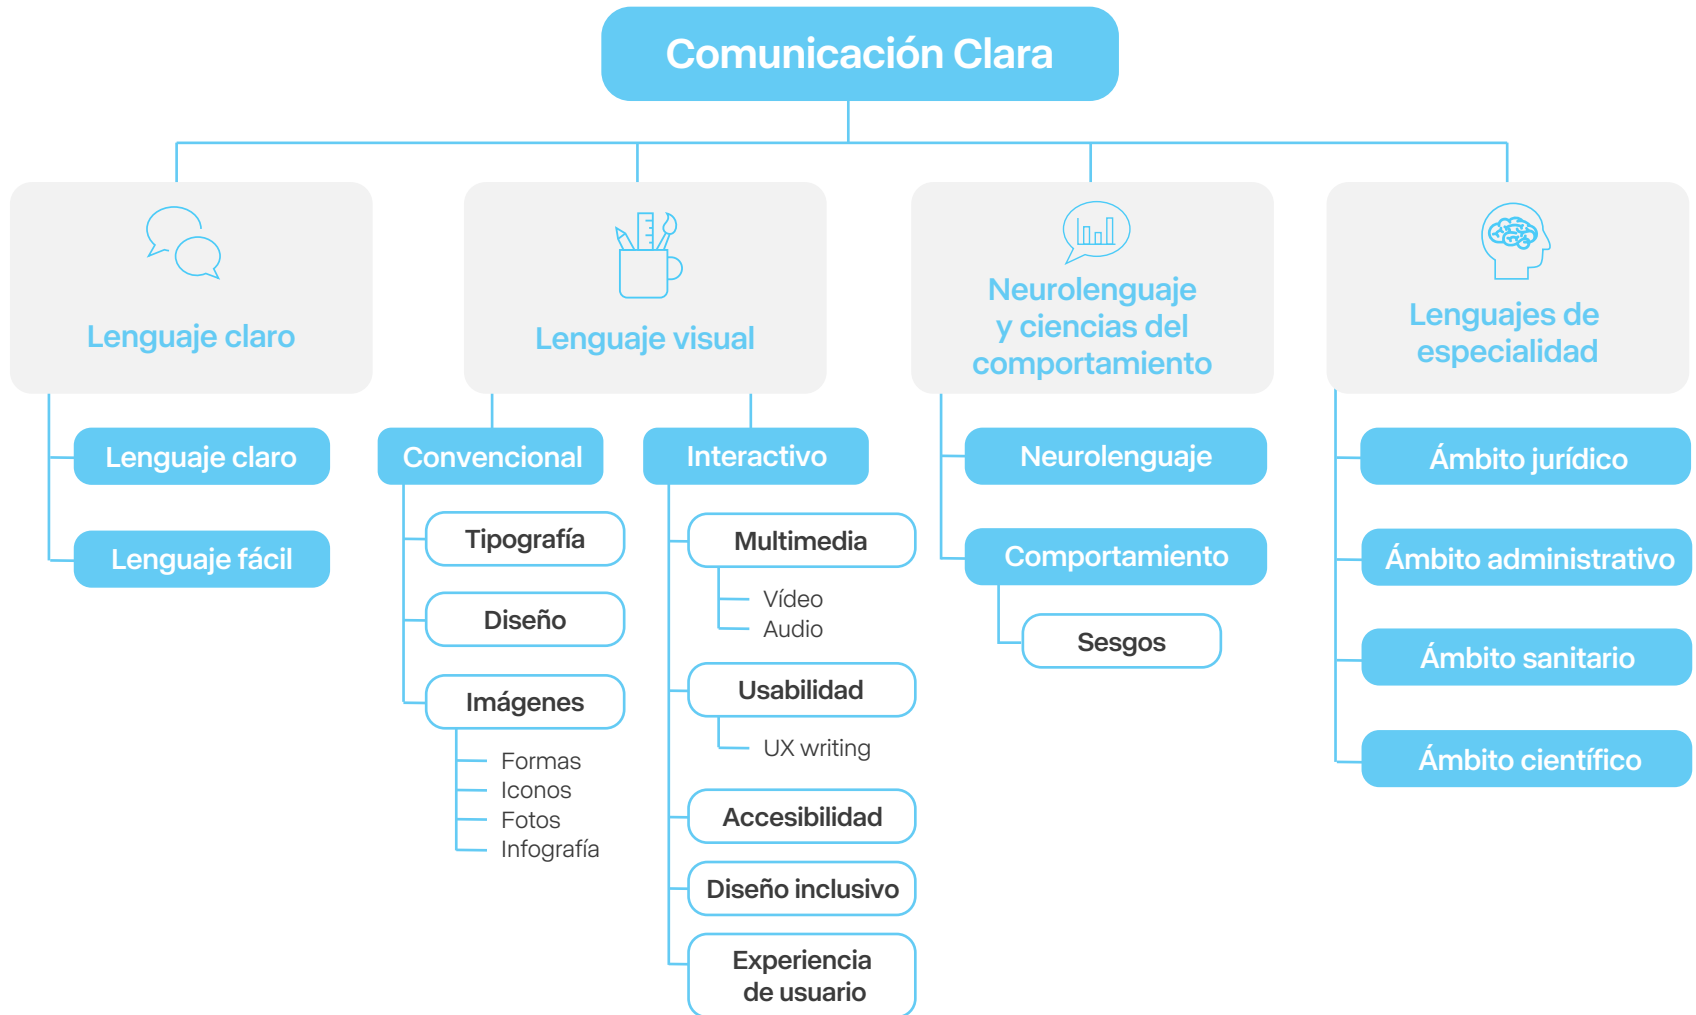 Comunicación Clara
Lenguaje claro
Lenguaje claro
Lenguaje fácil
Lenguaje visual
Convencional
Tipografía
Diseño
Imágenes
Formas
Iconos
Fotos
Infografía
Interactivo
Multimedia
Vídeo
Audio
Usabilidad
UX writing
Accesibilidad
Diseño inclusivo
Experiencia
de usuario
Neurolenguaje
y ciencias del
comportamiento
Neurolenguaje
Comportamiento
Sesgos
Lenguajes de
especialidad
Ámbito jurídico
Ámbito administrativo
Ámbito sanitario
Ámbito científico